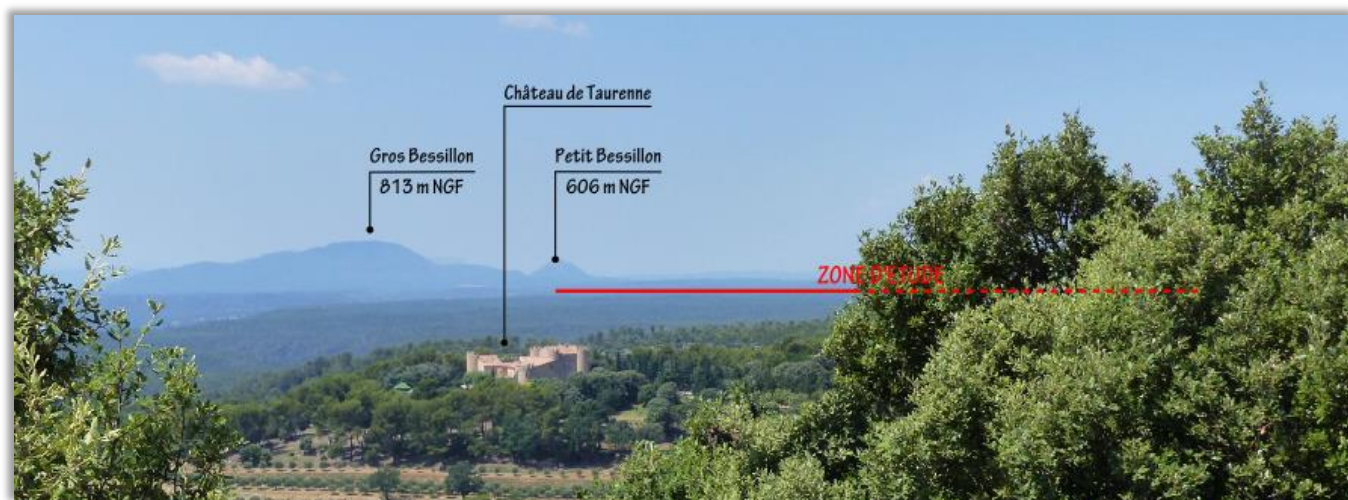 Château de Taurenne
Gros Bessillon
813 m NGF
Petit Bessillon
606 m NGF
ZONE D'ETUDE